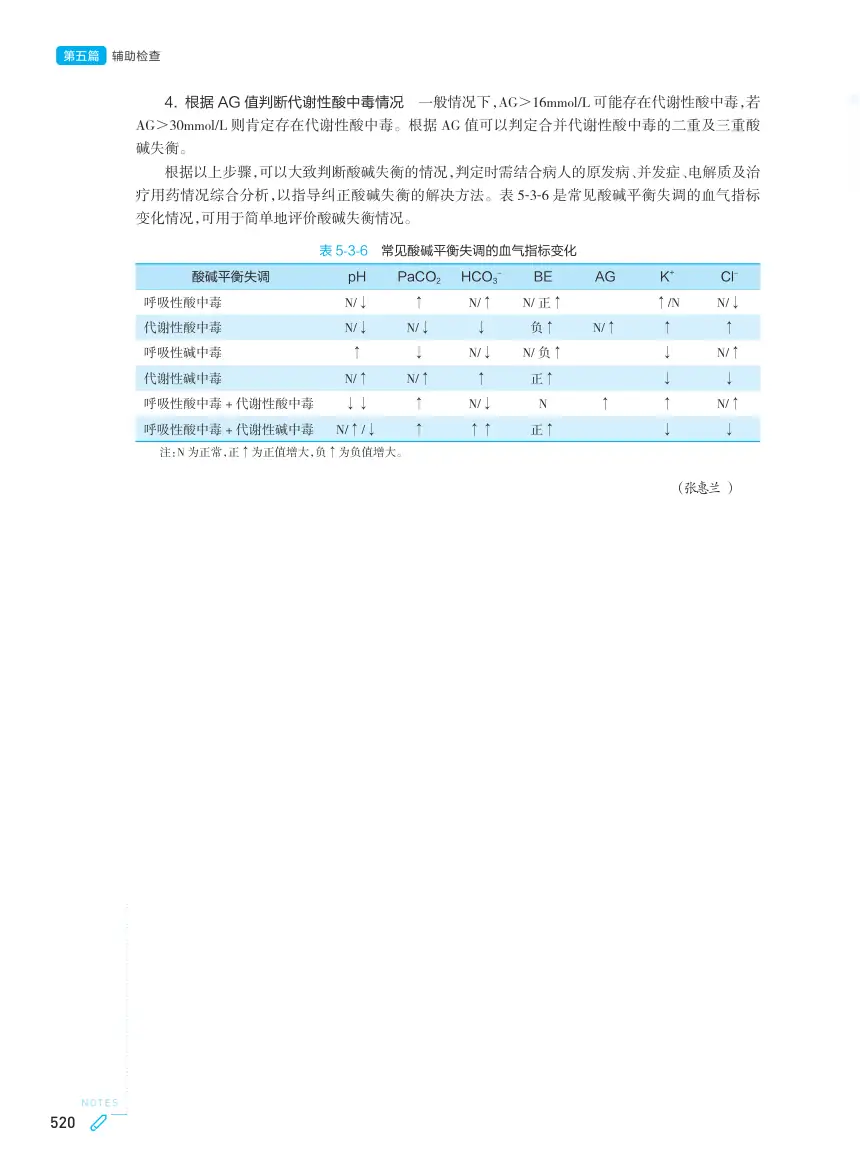 第五篇 辅助检查
4. 根据 AG 值判断代谢性酸中毒情况 一般情况下,AG＞16mmol/L 可能存在代谢性酸中毒,若
AG＞30mmol/L 则肯定存在代谢性酸中毒。根据 AG 值可以判定合并代谢性酸中毒的二重及三重酸
碱失衡。
根据以上步骤,可以大致判断酸碱失衡的情况,判定时需结合病人的原发病、并发症、电解质及治
疗用药情况综合分析,以指导纠正酸碱失衡的解决方法。表 5-3-6 是常见酸碱平衡失调的血气指标
变化情况,可用于简单地评价酸碱失衡情况。
表 5-3-6 常见酸碱平衡失调的血气指标变化
酸碱平衡失调 pH PaCO₂ HCO₃⁻ BE AG K⁺ Cl⁻
呼吸性酸中毒 N/↓ ↑ N/↑ N/正↑ ↑/N N/↓
代谢性酸中毒 N/↓ N/↓ ↓ 负↑ N/↑ ↑ ↑
呼吸性碱中毒 ↑ ↓ N/↓ N/负↑ ↓ N/↑
代谢性碱中毒 N/↑ N/↑ ↑ 正↑ ↓ ↓
呼吸性酸中毒 + 代谢性酸中毒 ↓↓ ↑ N/↓ N ↑ ↑ N/↑
呼吸性酸中毒 + 代谢性碱中毒 N/↑/↓ ↑ ↑↑ 正↑ ↓ ↓
注:N 为正常,正↑为正值增大,负↑为负值增大。
(张惠兰 )
NOTES
520